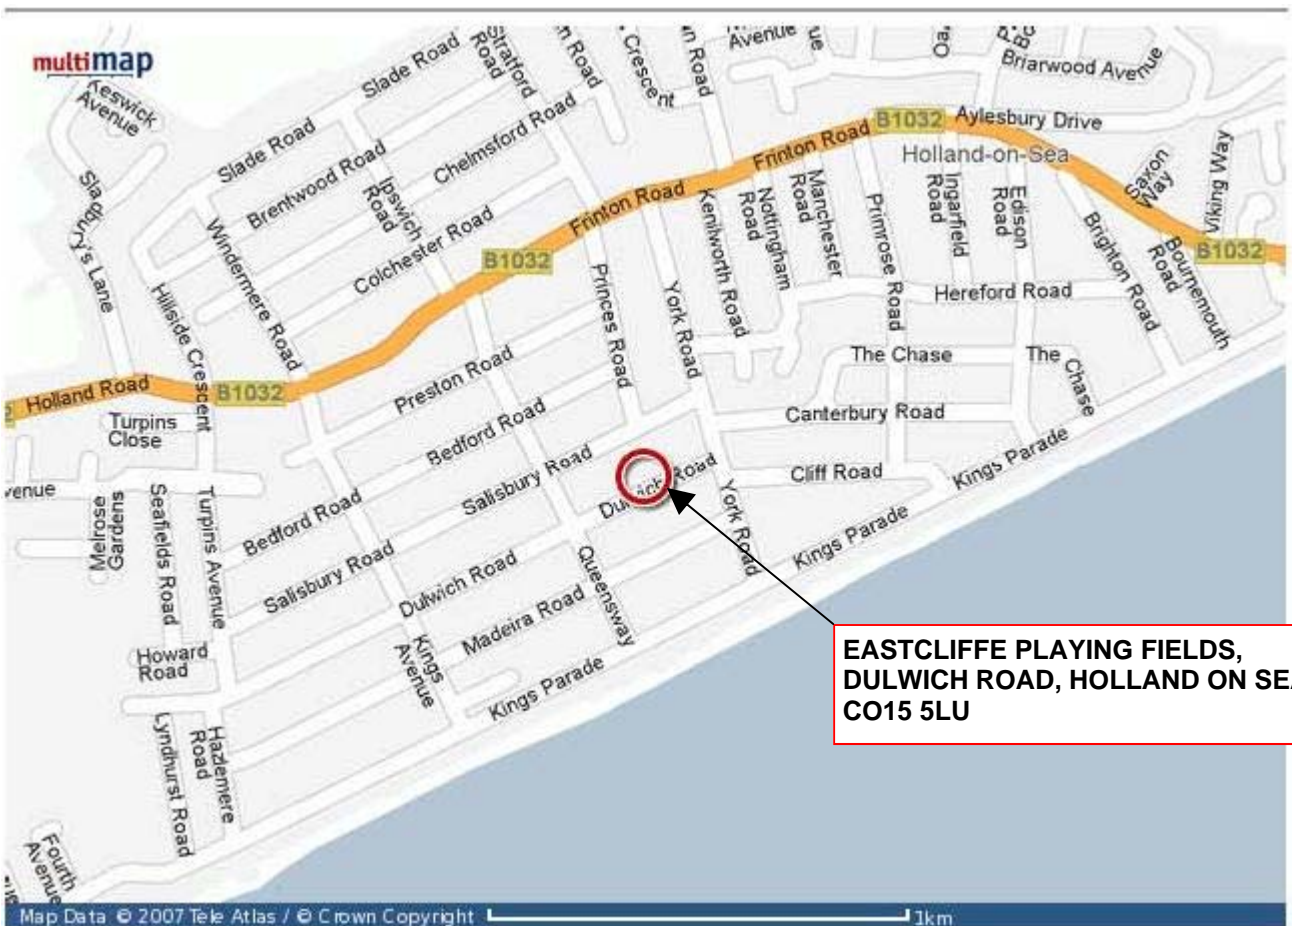 multimap
Keswick
Avenue
Slade Road
Stratford
Road
Crescent
Avenue
Briarwood Avenue
Slade Road
Brentwood Road
Ipswich
Road
Chelmsford Road
Colchester Road
Frinton Road
Frinton Road
B1032
Aylesbury Drive
Holland-on-Sea
Saxon
Way
Viking Way
Kenilworth Road
Nottingham
Road
Manchester
Road
Primrose Road
Ingarfield
Road
Edison
Road
Brighton Road
Bournemouth
Road
B1032
B1032
Windermere Road
Hillside Crescent
Princes Road
York Road
Hereford Road
The Chase
The
Chase
Holland Road
B1032
Turpins
Close
Preston Road
Bedford Road
Salisbury Road
Canterbury Road
Cliff Road
Kings Parade
Dulwich Road
York Road
Kings Parade
Melrose
Gardens
Seafields Road
Turpins Avenue
Bedford Road
Salisbury Road
Dulwich Road
Queensway
Madeira Road
Kings
Avenue
Kings Parade
Howard
Road
Lyndhurst Road
Hazlemere
Road
Fourth
Avenue
EASTCLIFFE PLAYING FIELDS,
DULWICH ROAD, HOLLAND ON SEA
CO15 5LU
Map Data © 2007 Tele Atlas / © Crown Copyright
1km